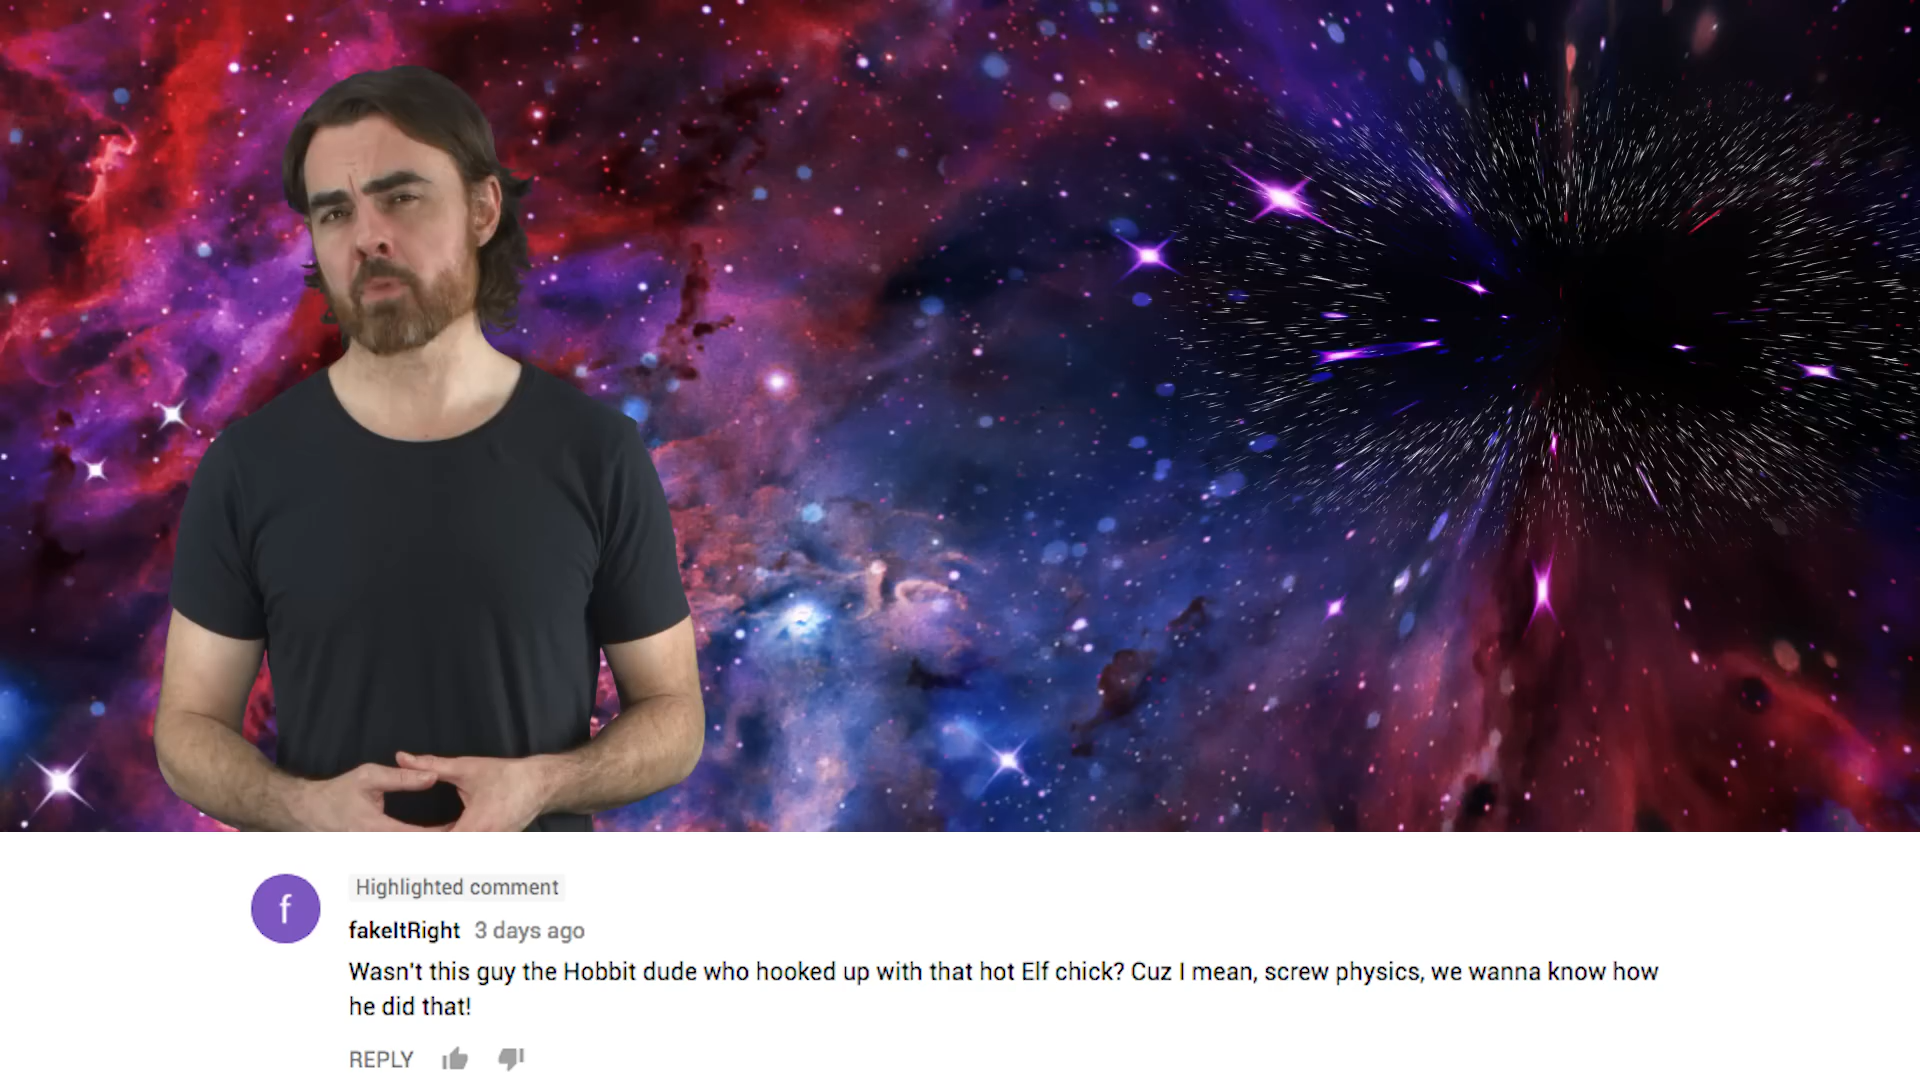 f
Highlighted comment
fakeItRight 3 days ago
Wasn't this guy the Hobbit dude who hooked up with that hot Elf chick? Cuz I mean, screw physics, we wanna know how
he did that!
REPLY